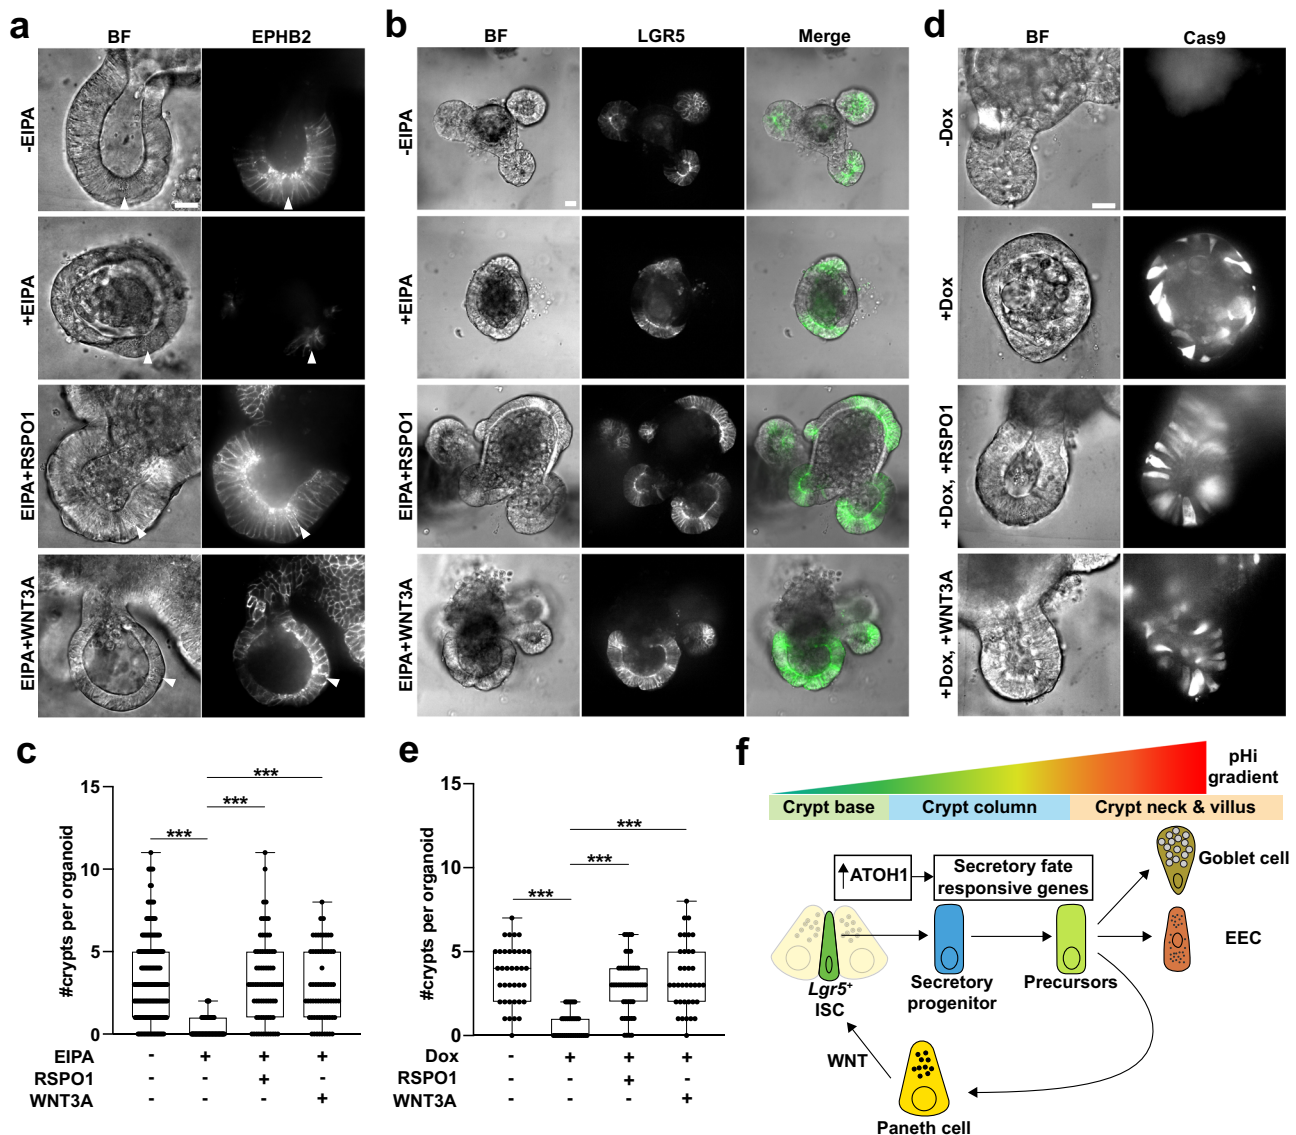 a
BF
EPHB2
-EIPA
+EIPA
EIPA+RSPO1
EIPA+WNT3A
b
BF
LGR5
Merge
-EIPA
+EIPA
EIPA+RSPO1
EIPA+WNT3A
d
BF
Cas9
-Dox
+Dox
+Dox, +RSPO1
+Dox, +WNT3A
c
#crypts per organoid
15
10
5
0
***
***
***
EIPA - + + +
RSPO1 - - + -
WNT3A - - - +
e
#crypts per organoid
15
10
5
0
***
***
***
Dox - + + +
RSPO1 - - + -
WNT3A - - - +
f
pHi
gradient
Crypt base
Crypt column
Crypt neck & villus
↑ATOH1
Secretory fate
responsive genes
Goblet cell
EEC
Lgr5+
ISC
Secretory
progenitor
Precursors
WNT
Paneth cell